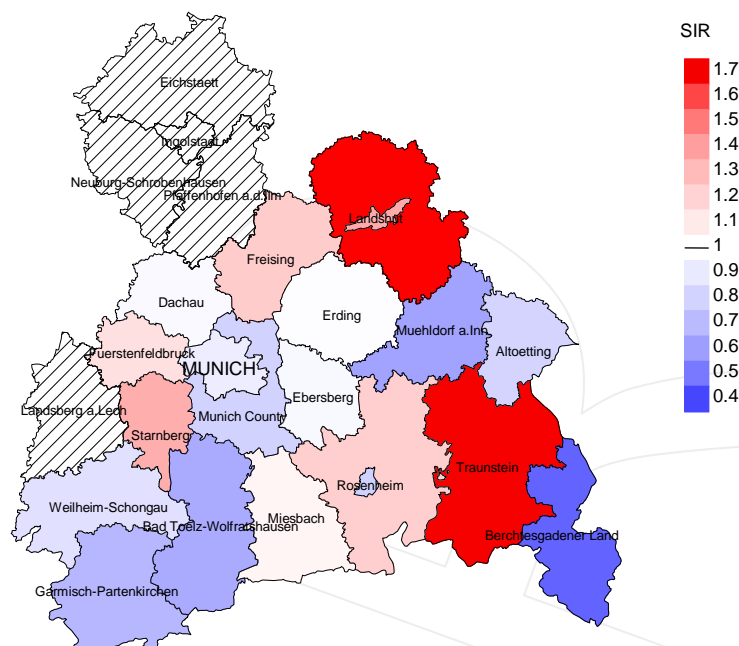 SIR
1.7
1.6
1.5
1.4
1.3
1.2
1.1
1
0.9
0.8
0.7
0.6
0.5
0.4
Eichstaett
Ingolstadt
Neuburg-Schrobenhausen
Pfaffenhofen a.d.Ilm
Landshut
Freising
Dachau
Erding
Muehldorf a.Inn
Altoetting
Fuerstenfeldbruck
MUNICH
Ebersberg
Landsberg a.Lech
Munich County
Starnberg
Traunstein
Rosenheim
Weilheim-Schongau
Miesbach
Bad Toelz-Wolfratshausen
Berchtesgadener Land
Garmisch-Partenkirchen